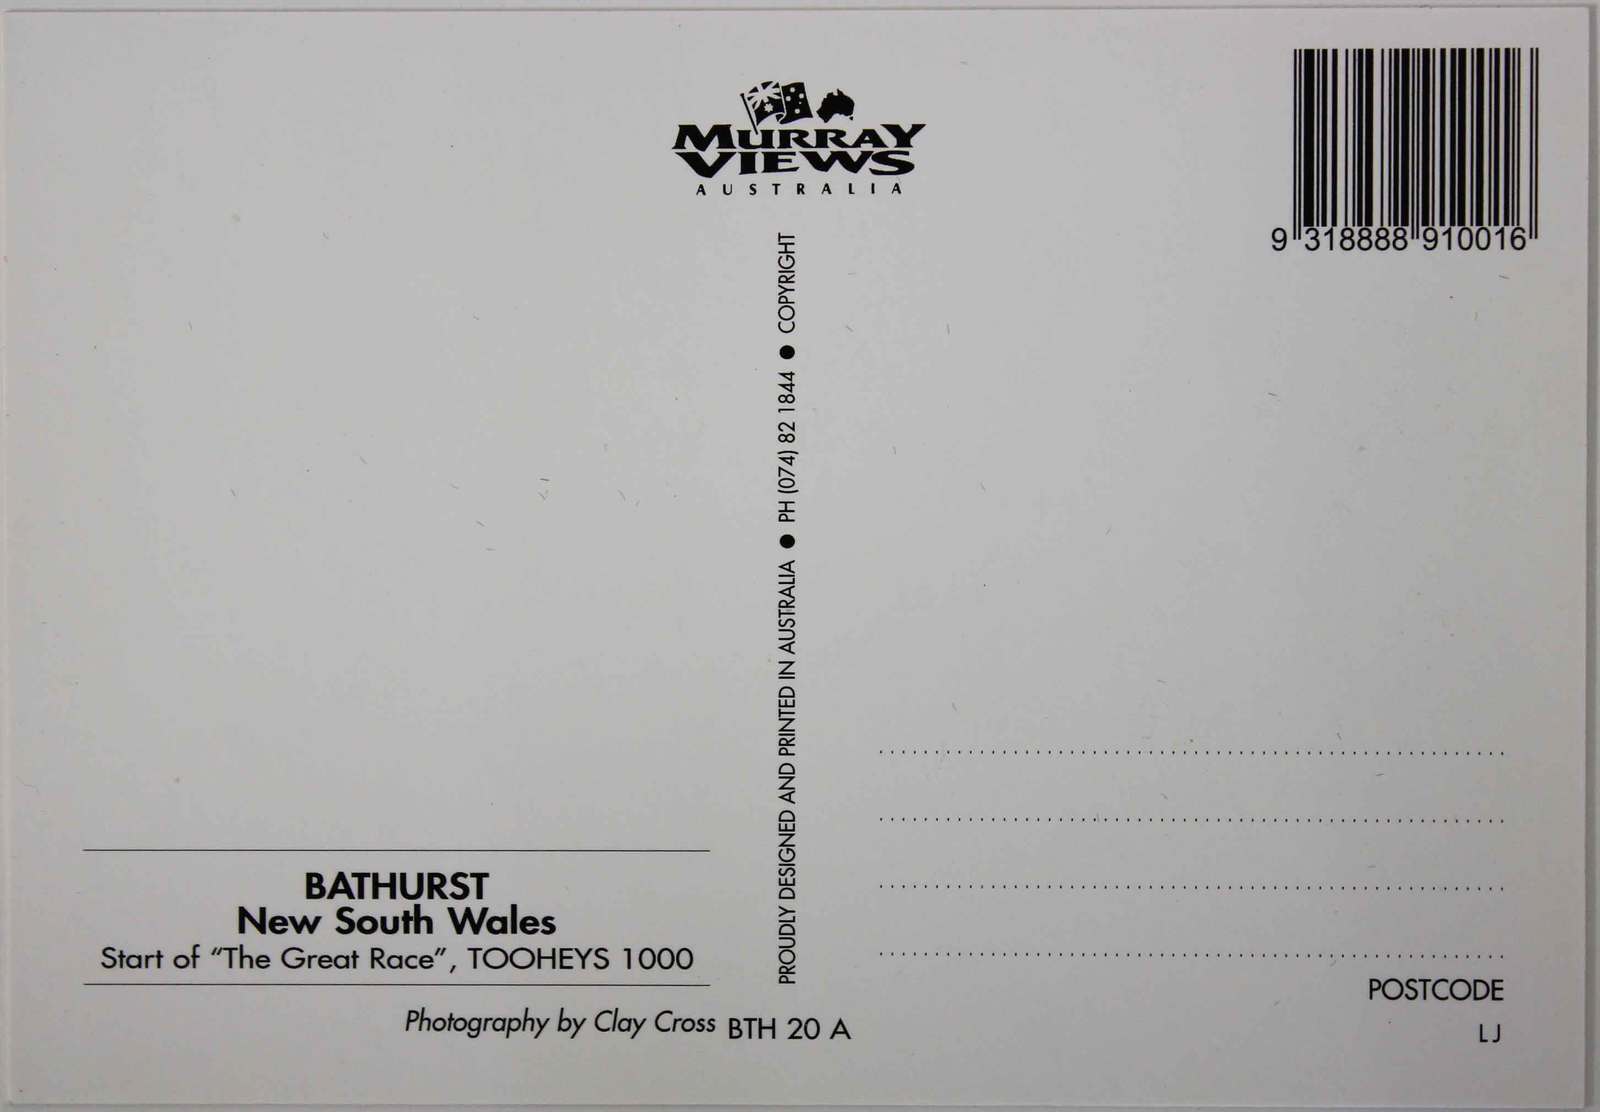 MURRAY
VIEWS
AUSTRALIA
9 318888 910016
PROUDLY DESIGNED AND PRINTED IN AUSTRALIA ● PH (074) 82 1844 ● COPYRIGHT
BATHURST
New South Wales
Start of "The Great Race", TOOHEYS 1000
Photography by Clay Cross BTH 20 A
POSTCODE
LJ